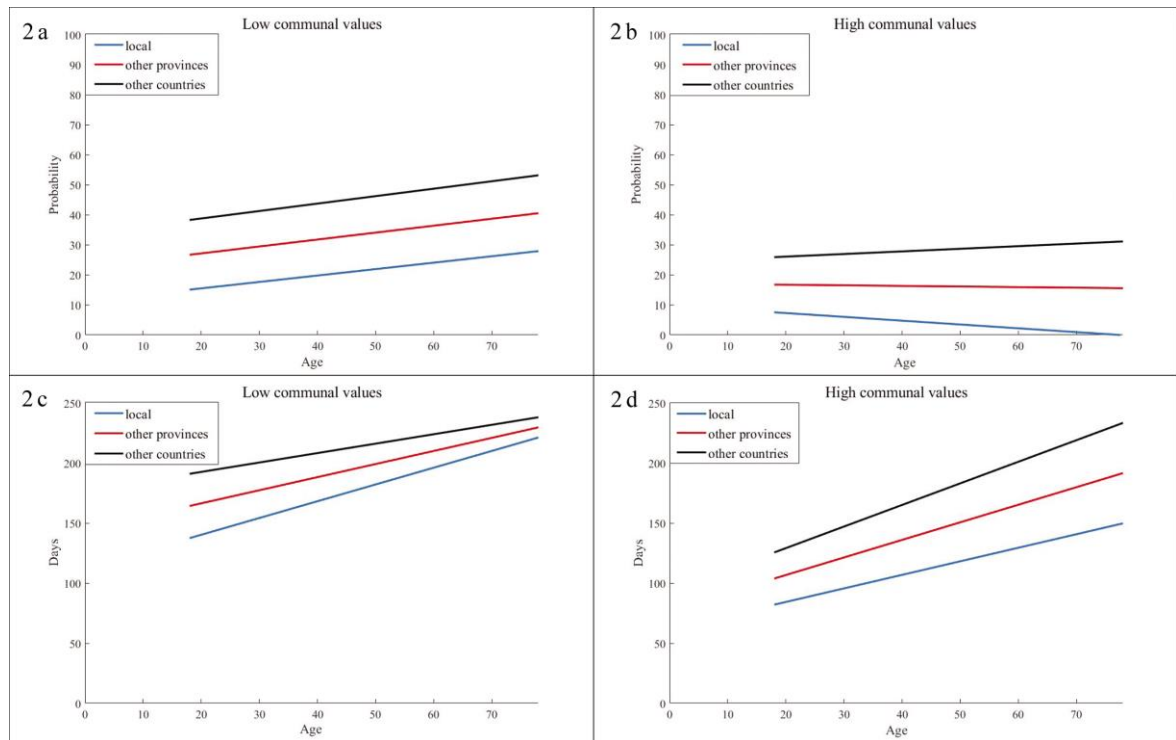 2a
Low communal values
local
other provinces
other countries
100
90
80
70
60
50
40
30
20
10
0
Probability
0 10 20 30 40 50 60 70
Age
2b
High communal values
local
other provinces
other countries
100
90
80
70
60
50
40
30
20
10
0
Probability
0 10 20 30 40 50 60 70
Age
2c
Low communal values
local
other provinces
other countries
250
200
150
100
50
0
Days
0 10 20 30 40 50 60 70
Age
2d
High communal values
local
other provinces
other countries
250
200
150
100
50
0
Days
0 10 20 30 40 50 60 70
Age